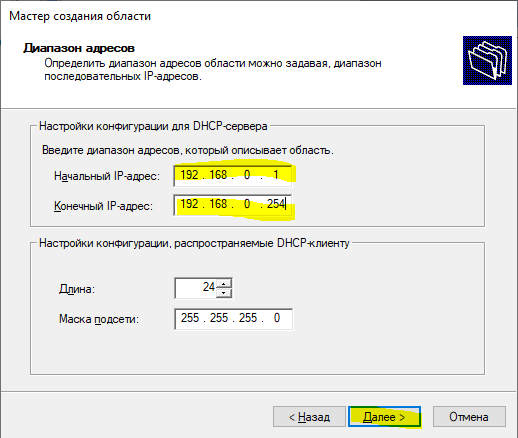 Мастер создания области
Диапазон адресов
Определить диапазон адресов области можно задавая, диапазон
последовательных IP-адресов.
Настройки конфигурации для DHCP-сервера
Введите диапазон адресов, который описывает область.
Начальный IP-адрес: 192 . 168 . 0 . 1
Конечный IP-адрес: 192 . 168 . 0 . 254
Настройки конфигурации, распространяемые DHCP-клиенту
Длина: 24
Маска подсети: 255 . 255 . 255 . 0
< Назад Далее > Отмена